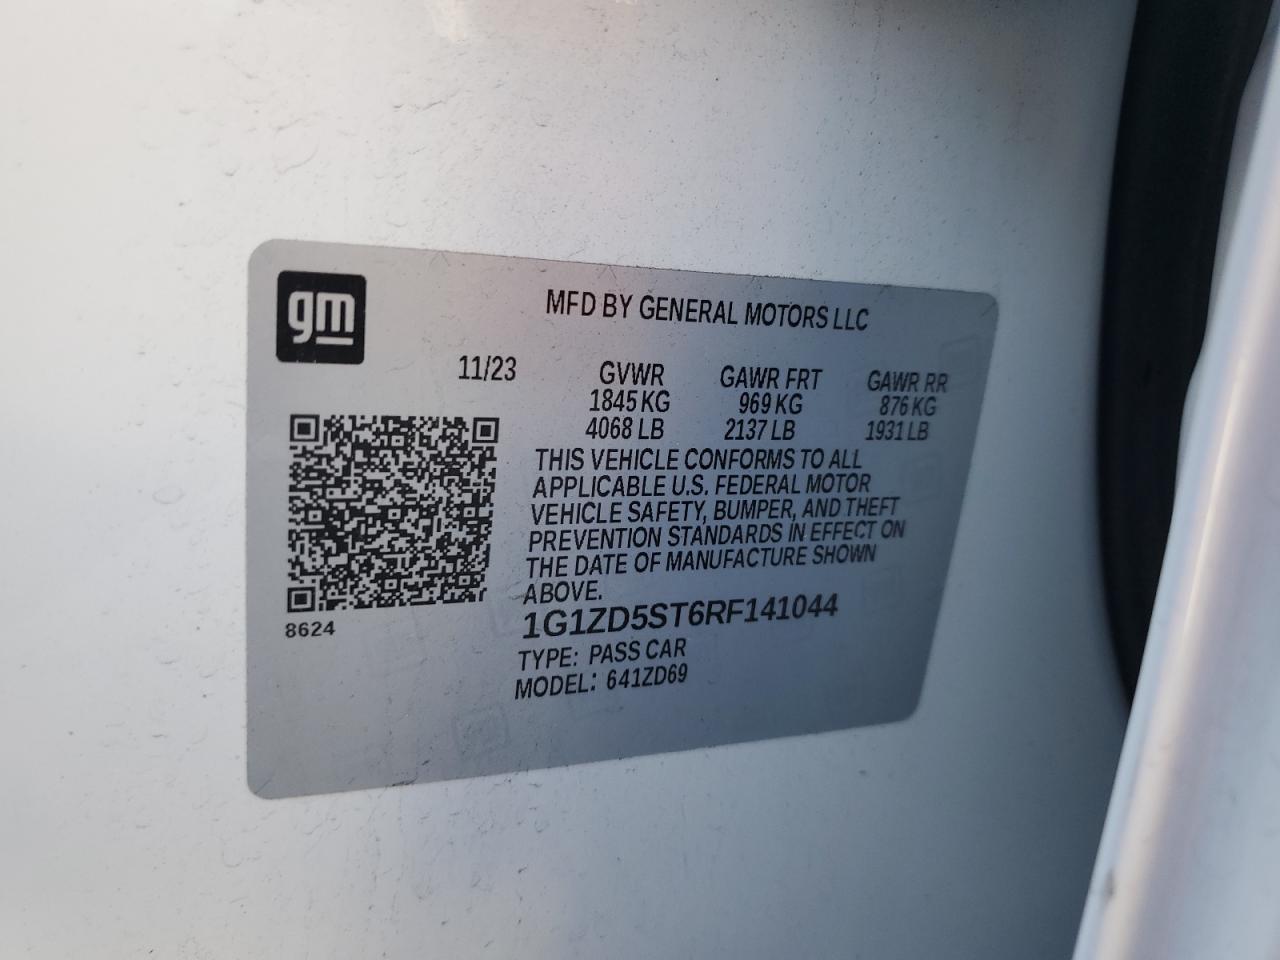 gm
MFD BY GENERAL MOTORS LLC
11/23 GVWR GAWR FRT GAWR RR
1845 KG 969 KG 876 KG
4068 LB 2137 LB 1931 LB
THIS VEHICLE CONFORMS TO ALL
APPLICABLE U.S. FEDERAL MOTOR
VEHICLE SAFETY, BUMPER, AND THEFT
PREVENTION STANDARDS IN EFFECT ON
THE DATE OF MANUFACTURE SHOWN
ABOVE.
8624
1G1ZD5ST6RF141044
TYPE: PASS CAR
MODEL: 641ZD69